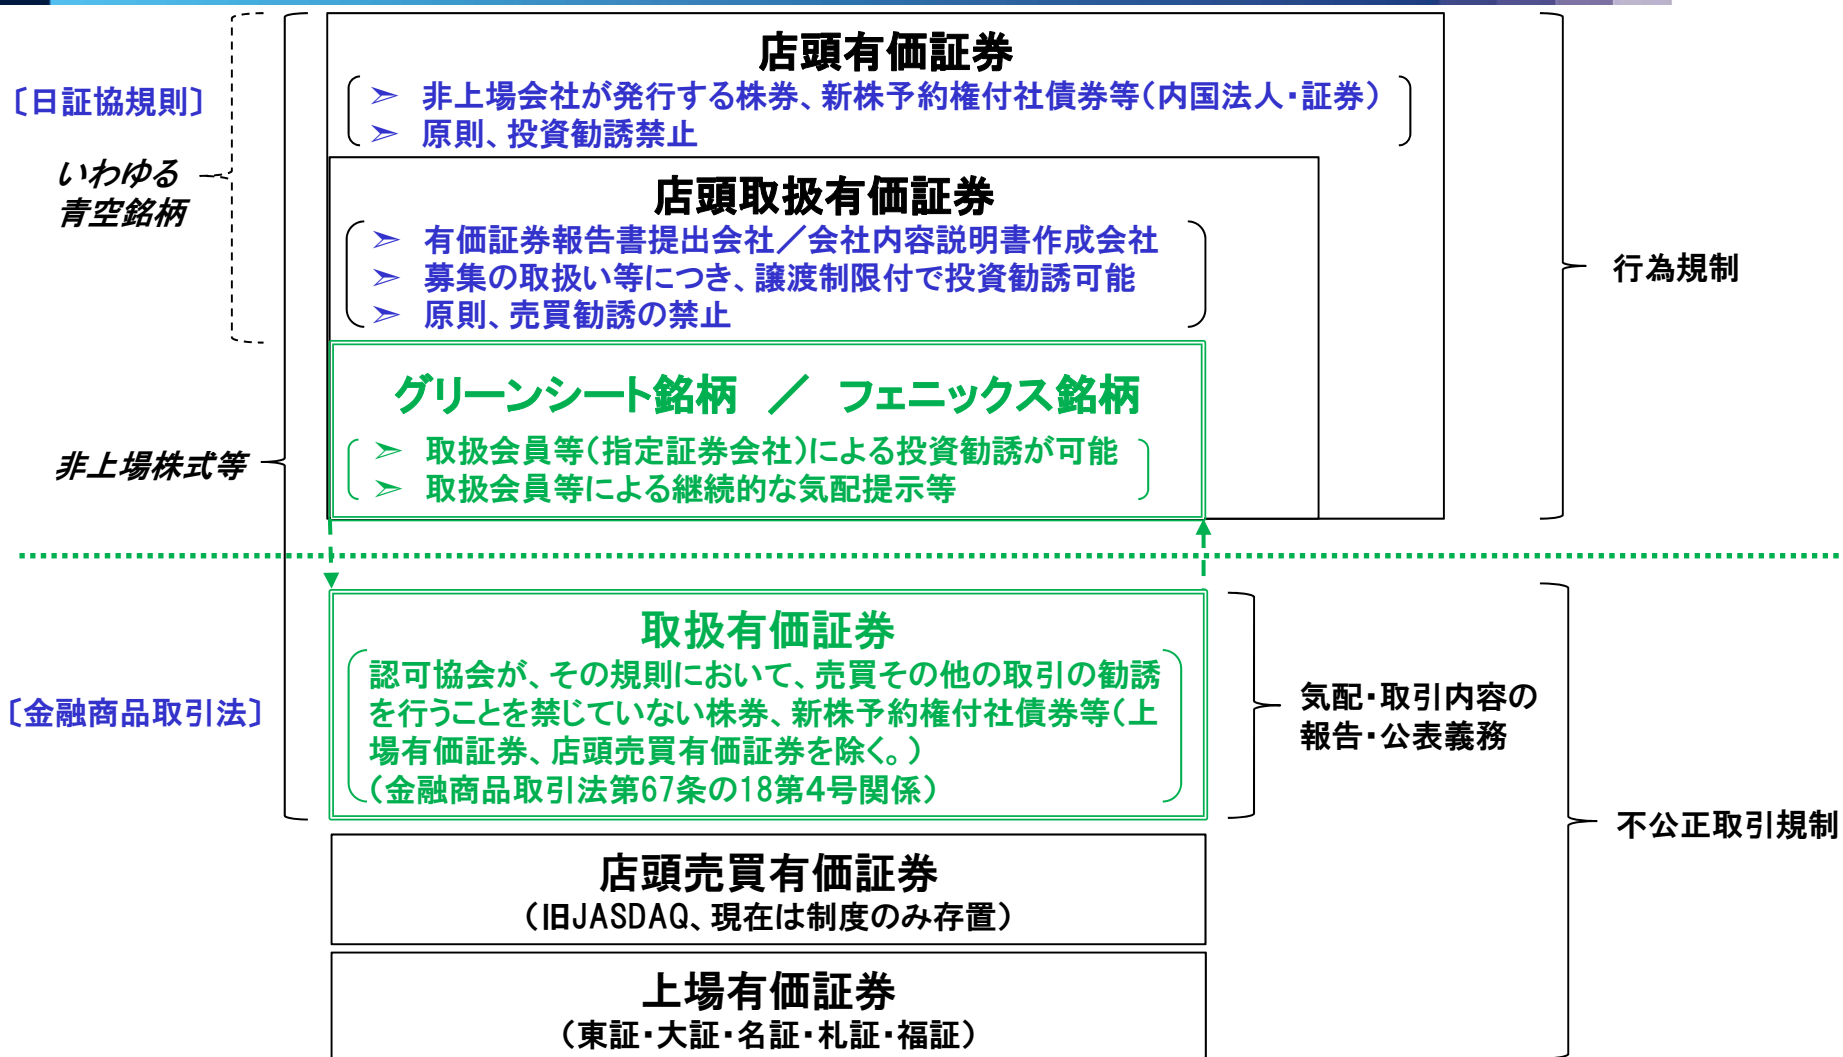 店頭有価証券
〔日証協規則〕
➢ 非上場会社が発行する株券、新株予約権付社債券等（内国法人・証券）
➢ 原則、投資勧誘禁止
いわゆる
青空銘柄
店頭取扱有価証券
➢ 有価証券報告書提出会社／会社内容説明書作成会社
➢ 募集の取扱い等につき、譲渡制限付で投資勧誘可能
➢ 原則、売買勧誘の禁止
行為規制
グリーンシート銘柄 ／ フェニックス銘柄
➢ 取扱会員等（指定証券会社）による投資勧誘が可能
➢ 取扱会員等による継続的な気配提示等
非上場株式等
取扱有価証券
認可協会が、その規則において、売買その他の取引の勧誘
を行うことを禁じていない株券、新株予約権付社債券等（上
場有価証券、店頭売買有価証券を除く。）
（金融商品取引法第67条の18第4号関係）
〔金融商品取引法〕
気配・取引内容の
報告・公表義務
不公正取引規制
店頭売買有価証券
（旧JASDAQ、現在は制度のみ存置）
上場有価証券
（東証・大証・名証・札証・福証）